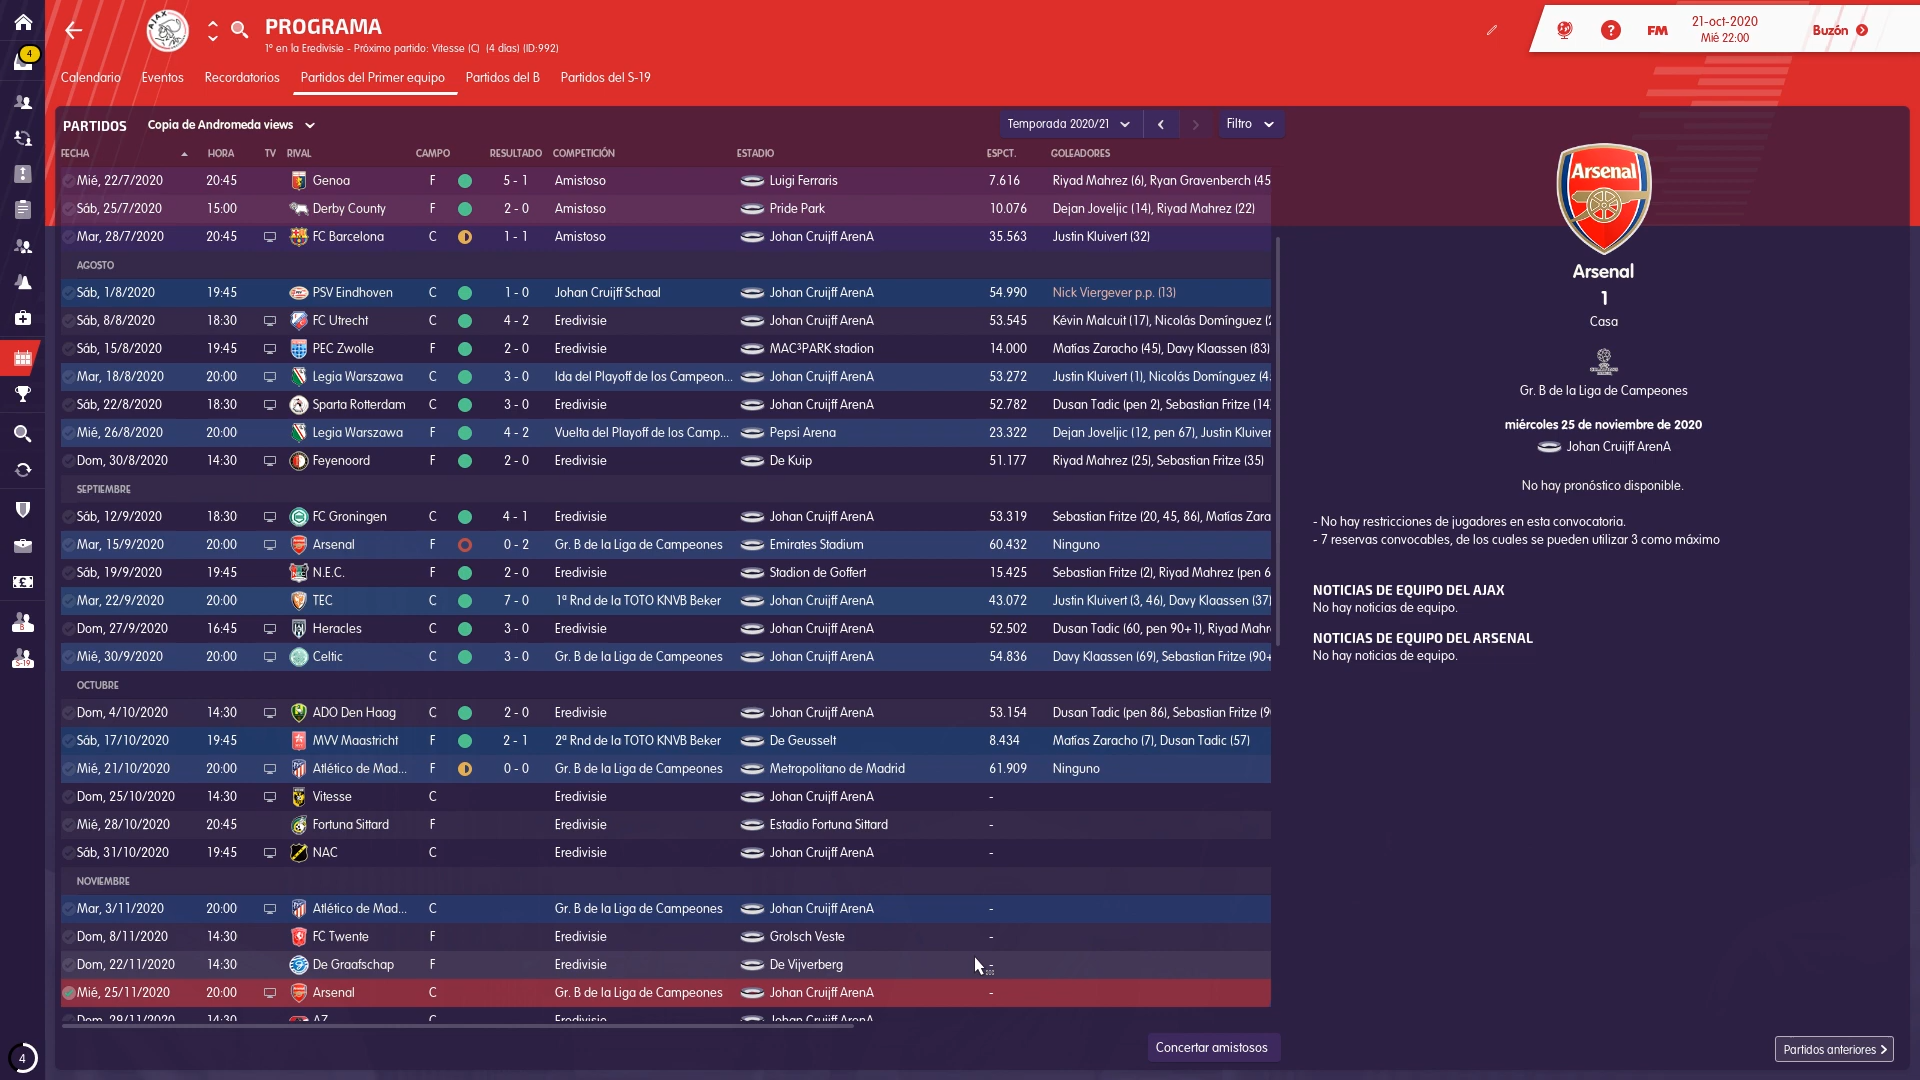 PROGRAMA
1º en la Eredivisie - Próximo partido: Vitesse (C) (4 días) (ID:992)
21-oct-2020
Mié 22:00
FM
?
Buzón
4
AJAX
Calendario Eventos Recordatorios Partidos del Primer equipo Partidos del B Partidos del S-19
PARTIDOS Copia de Andromeda views Temporada 2020/21 Filtro
FECHA HORA TV RIVAL CAMPO RESULTADO COMPETICIÓN ESTADIO ESPCT. GOLEADORES
Mié, 22/7/2020 20:45 Genoa F 5 - 1 Amistoso Luigi Ferraris 7.616 Riyad Mahrez (6), Ryan Gravenberch (45
Sáb, 25/7/2020 15:00 Derby County F 2 - 0 Amistoso Pride Park 10.076 Dejan Joveljic (14), Riyad Mahrez (22)
Mar, 28/7/2020 20:45 FC Barcelona C 1 - 1 Amistoso Johan Cruijff ArenA 35.563 Justin Kluivert (32)
AGOSTO
Sáb, 1/8/2020 19:45 PSV Eindhoven C 1 - 0 Johan Cruijff Schaal Johan Cruijff ArenA 54.990 Nick Viergever p.p. (13)
Sáb, 8/8/2020 18:30 FC Utrecht C 4 - 2 Eredivisie Johan Cruijff ArenA 53.545 Kévin Malcuit (17), Nicolás Domínguez (2
Sáb, 15/8/2020 19:45 PEC Zwolle F 2 - 0 Eredivisie MAC³PARK stadion 14.000 Matías Zaracho (45), Davy Klaassen (83)
Mar, 18/8/2020 20:00 Legia Warszawa C 3 - 0 Ida del Playoff de los Campeon... Johan Cruijff ArenA 53.272 Justin Kluivert (1), Nicolás Domínguez (4
Sáb, 22/8/2020 18:30 Sparta Rotterdam C 3 - 0 Eredivisie Johan Cruijff ArenA 52.782 Dusan Tadic (pen 2), Sebastian Fritze (14
Mié, 26/8/2020 20:00 Legia Warszawa F 4 - 2 Vuelta del Playoff de los Camp... Pepsi Arena 23.322 Dejan Joveljic (12, pen 67), Justin Kluiver
Dom, 30/8/2020 14:30 Feyenoord F 2 - 0 Eredivisie De Kuip 51.177 Riyad Mahrez (25), Sebastian Fritze (35)
SEPTIEMBRE
Sáb, 12/9/2020 18:30 FC Groningen C 4 - 1 Eredivisie Johan Cruijff ArenA 53.319 Sebastian Fritze (20, 45, 86), Matías Zara
Mar, 15/9/2020 20:00 Arsenal F 0 - 2 Gr. B de la Liga de Campeones Emirates Stadium 60.432 Ninguno
Sáb, 19/9/2020 19:45 N.E.C. F 2 - 0 Eredivisie Stadion de Goffert 15.425 Sebastian Fritze (2), Riyad Mahrez (pen 6
Mar, 22/9/2020 20:00 TEC C 7 - 0 1ª Rnd de la TOTO KNVB Beker Johan Cruijff ArenA 43.072 Justin Kluivert (3, 46), Davy Klaassen (37)
Dom, 27/9/2020 16:45 Heracles C 3 - 0 Eredivisie Johan Cruijff ArenA 52.502 Dusan Tadic (60, pen 90+1), Riyad Mahr
Mié, 30/9/2020 20:00 Celtic C 3 - 0 Gr. B de la Liga de Campeones Johan Cruijff ArenA 54.836 Davy Klaassen (69), Sebastian Fritze (90+
OCTUBRE
Dom, 4/10/2020 14:30 ADO Den Haag C 2 - 0 Eredivisie Johan Cruijff ArenA 53.154 Dusan Tadic (pen 86), Sebastian Fritze (9
Sáb, 17/10/2020 19:45 MVV Maastricht F 2 - 1 2ª Rnd de la TOTO KNVB Beker De Geusselt 8.434 Matías Zaracho (7), Dusan Tadic (57)
Mié, 21/10/2020 20:00 Atlético de Mad... F 0 - 0 Gr. B de la Liga de Campeones Metropolitano de Madrid 61.909 Ninguno
Dom, 25/10/2020 14:30 Vitesse C Eredivisie Johan Cruijff ArenA -
Mié, 28/10/2020 20:45 Fortuna Sittard F Eredivisie Estadio Fortuna Sittard -
Sáb, 31/10/2020 19:45 NAC C Eredivisie Johan Cruijff ArenA -
NOVIEMBRE
Mar, 3/11/2020 20:00 Atlético de Mad... C Gr. B de la Liga de Campeones Johan Cruijff ArenA -
Dom, 8/11/2020 14:30 FC Twente F Eredivisie Grolsch Veste -
Dom, 22/11/2020 14:30 De Graafschap F Eredivisie De Vijverberg -
Mié, 25/11/2020 20:00 Arsenal C Gr. B de la Liga de Campeones Johan Cruijff ArenA -
Dom, 29/11/2020 14:30 AZ C Eredivisie Johan Cruijff ArenA
Concertar amistosos
Arsenal
Arsenal
1
Casa
Gr. B de la Liga de Campeones
miércoles 25 de noviembre de 2020
Johan Cruijff ArenA
No hay pronóstico disponible.
- No hay restricciones de jugadores en esta convocatoria.
- 7 reservas convocables, de los cuales se pueden utilizar 3 como máximo
NOTICIAS DE EQUIPO DEL AJAX
No hay noticias de equipo.
NOTICIAS DE EQUIPO DEL ARSENAL
No hay noticias de equipo.
Partidos anteriores
B
S-19
4